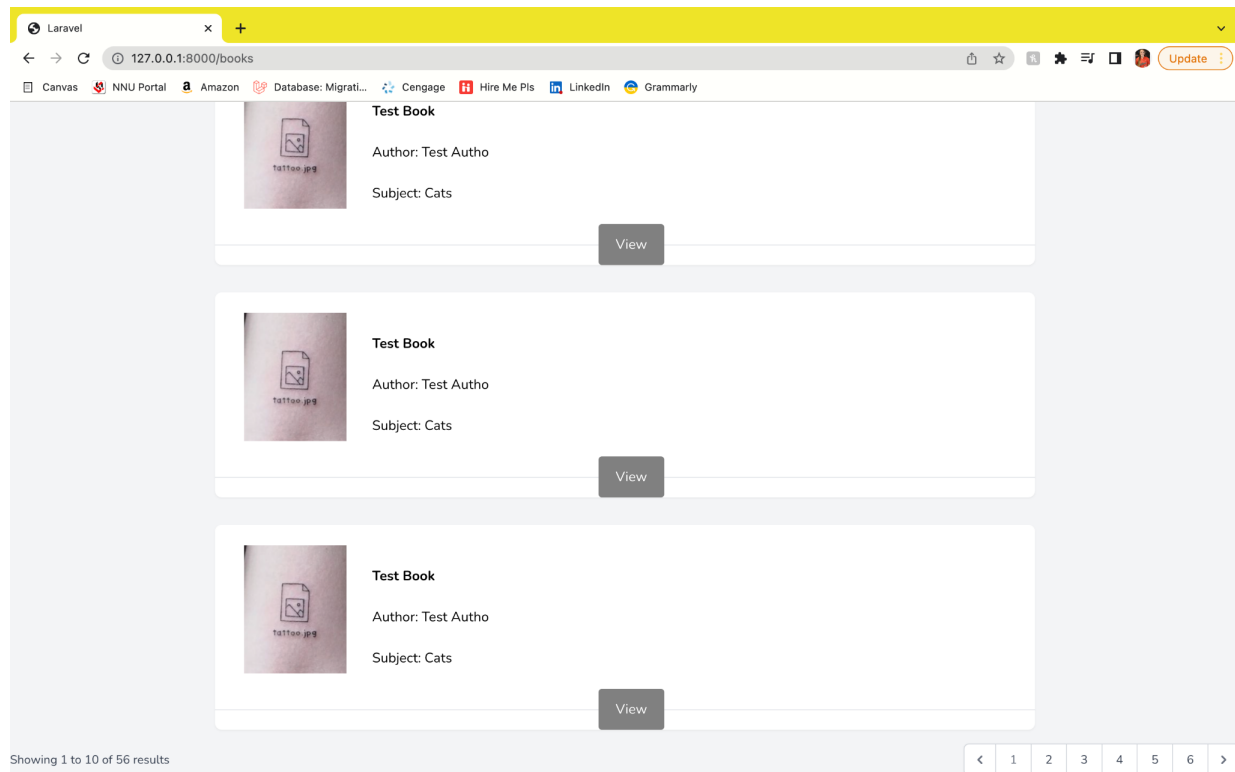 Laravel
127.0.0.1:8000/books
Update
Canvas NNU Portal Amazon Database: Migrati... Cengage Hire Me Pls LinkedIn Grammarly
Test Book
Author: Test Autho
tattoo.jpg
Subject: Cats
View
Test Book
Author: Test Autho
tattoo.jpg
Subject: Cats
View
Test Book
Author: Test Autho
tattoo.jpg
Subject: Cats
View
Showing 1 to 10 of 56 results
1 2 3 4 5 6